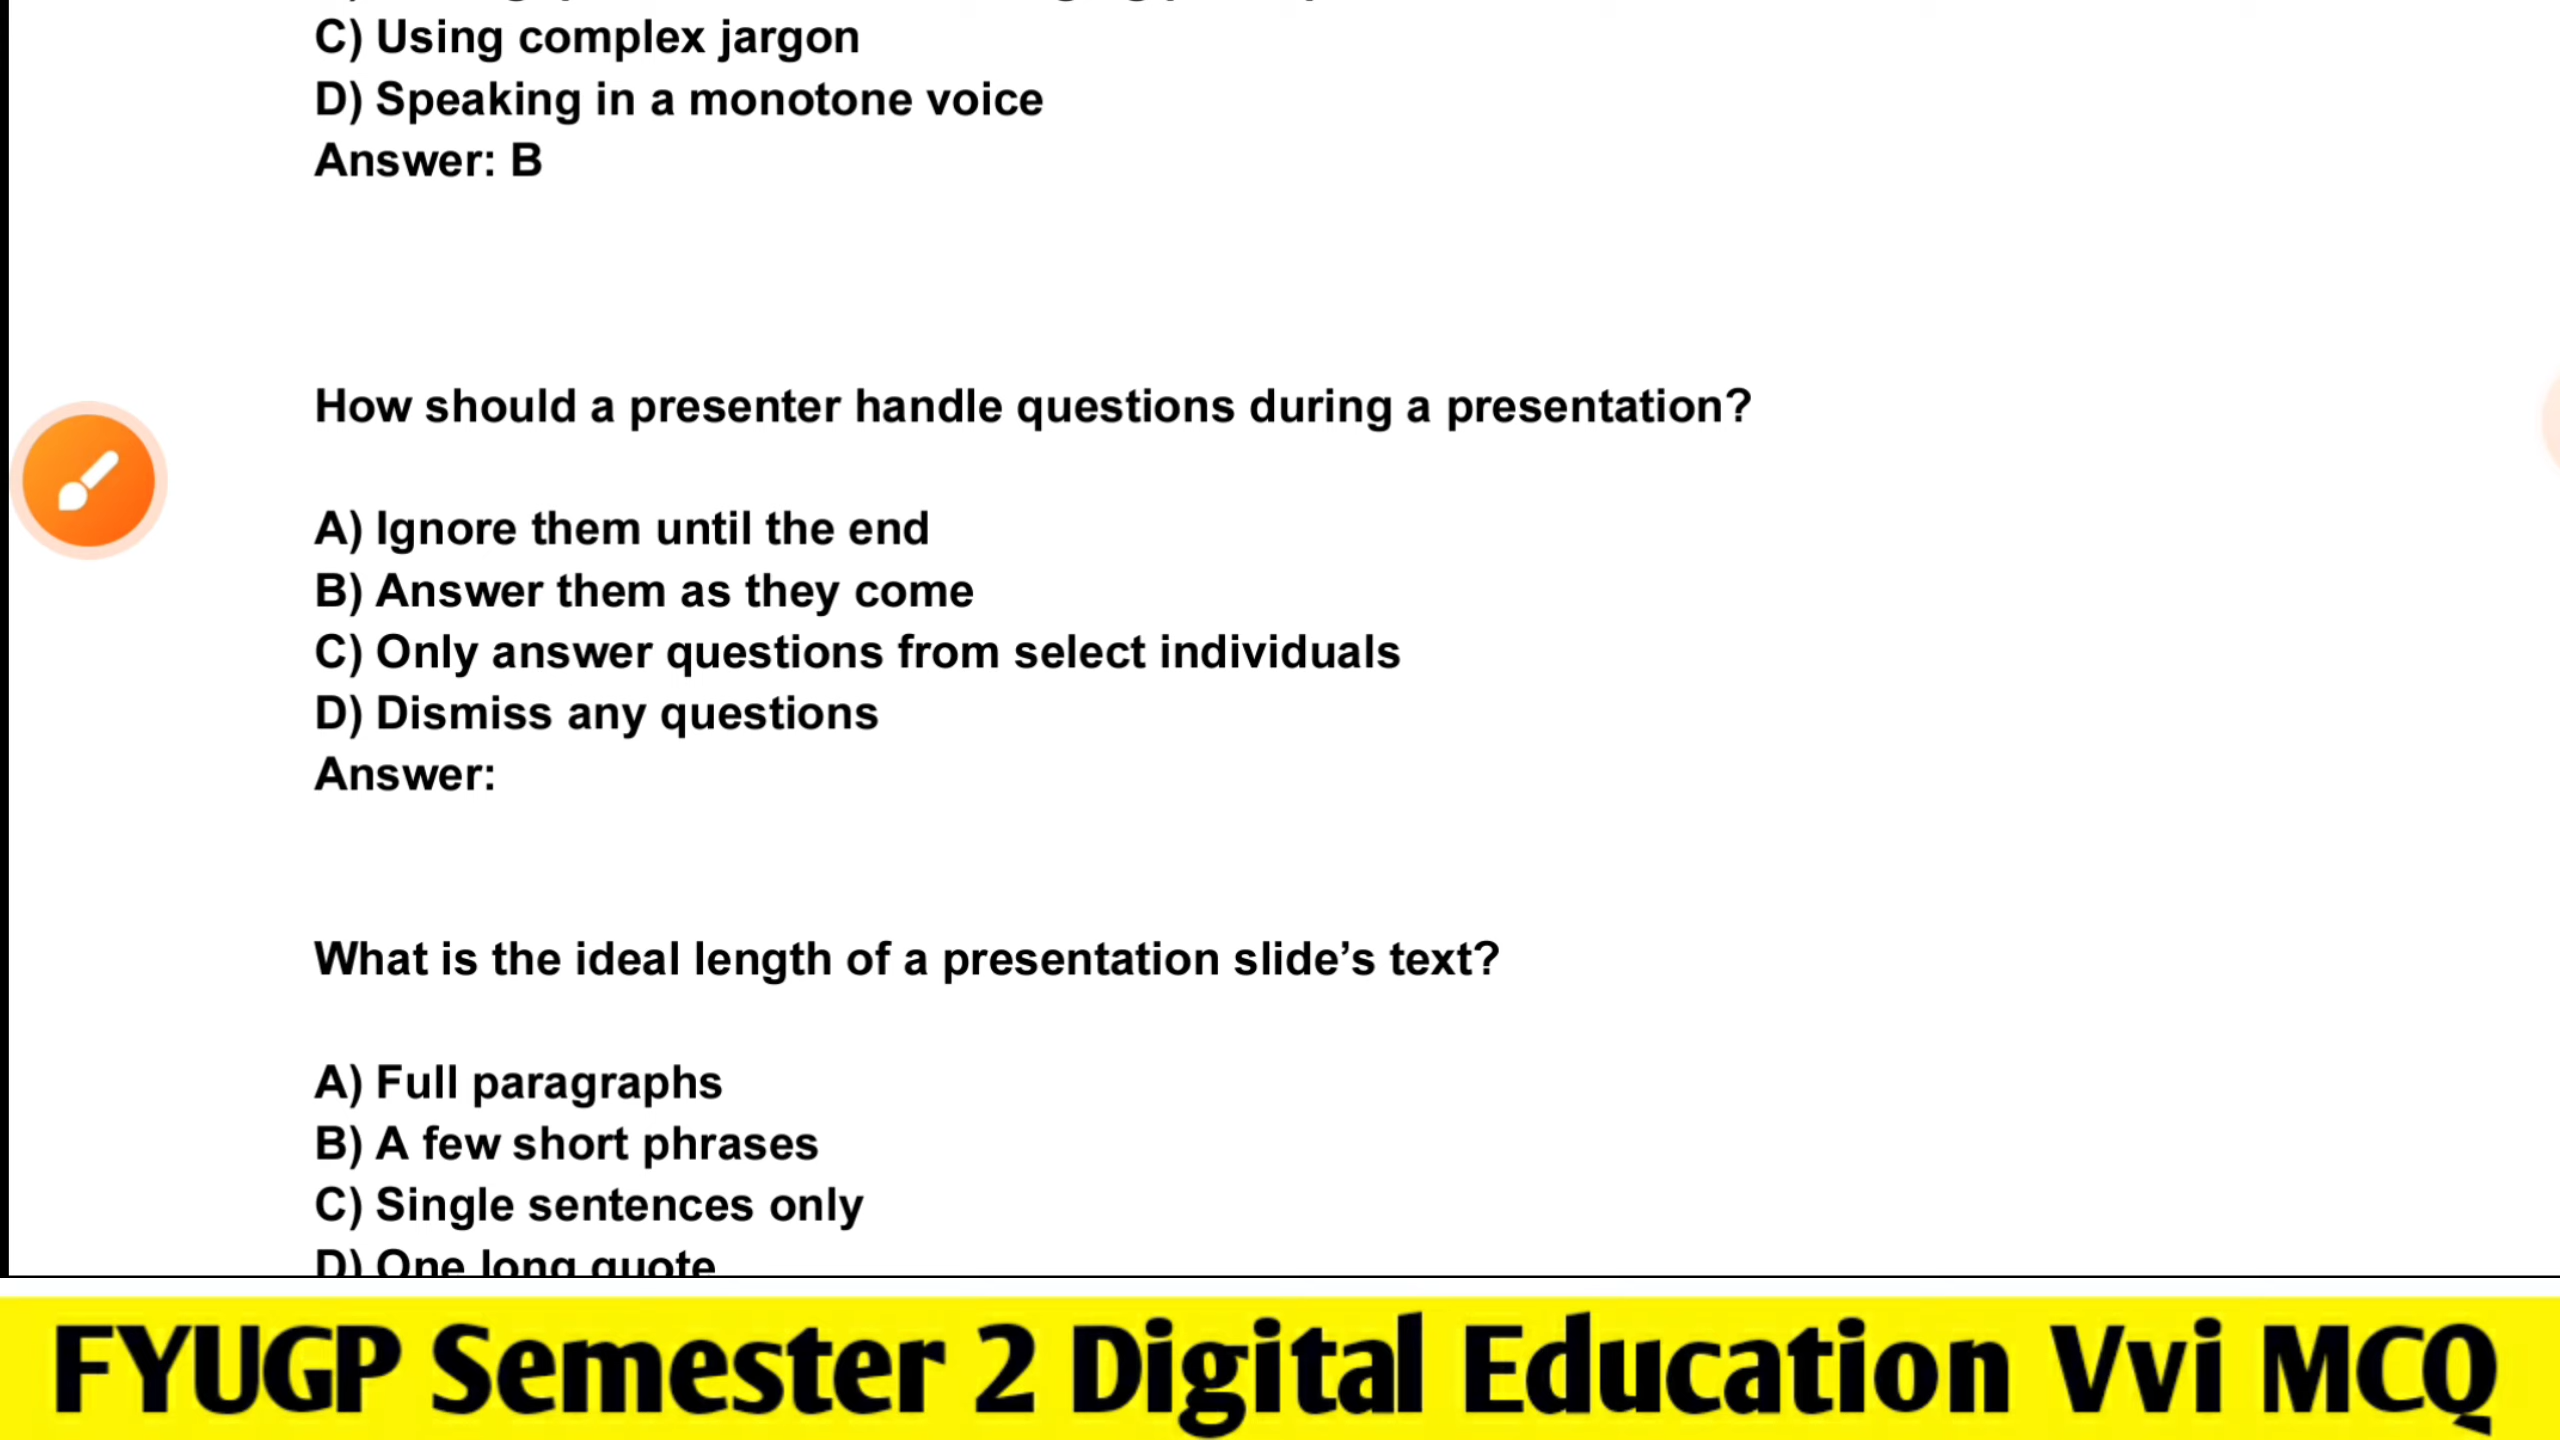 C) Using complex jargon
D) Speaking in a monotone voice
Answer: B
How should a presenter handle questions during a presentation?
A) Ignore them until the end
B) Answer them as they come
C) Only answer questions from select individuals
D) Dismiss any questions
Answer:
What is the ideal length of a presentation slide’s text?
A) Full paragraphs
B) A few short phrases
C) Single sentences only
D) One long quote
FYUGP Semester 2 Digital Education Vvi MCQ